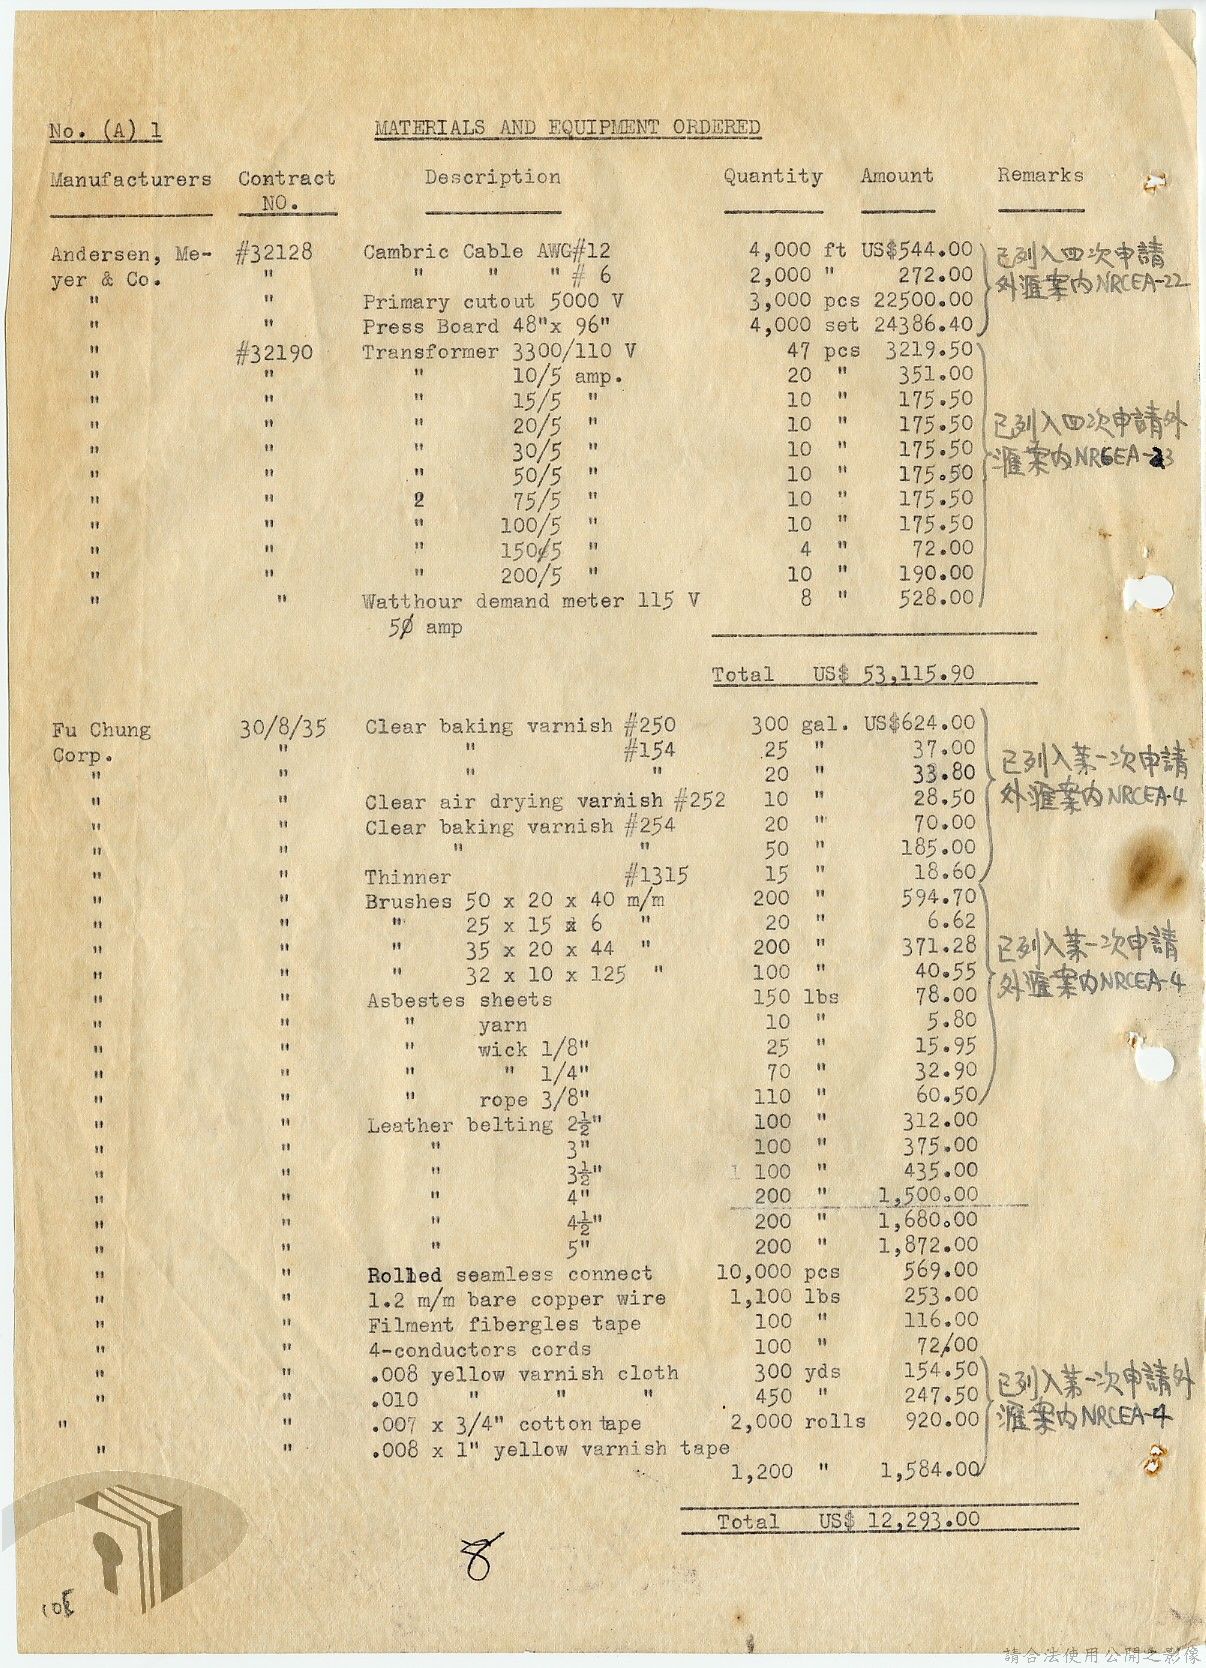 No. (A) 1 MATERIALS AND EQUIPMENT ORDERED
Manufacturers Contract NO. Description Quantity Amount Remarks
Andersen, Me- #32128 Cambric Cable AWG#12 4,000 ft US$544.00 已列入四次申請
yer & Co. " " " " # 6 2,000 " 272.00 外匯案內NRCEA-22
" " Primary cutout 5000 V 3,000 pcs 22500.00
" " Press Board 48"x 96" 4,000 set 24386.40
" #32190 Transformer 3300/110 V 47 pcs 3219.50
" " " 10/5 amp. 20 " 351.00
" " " 15/5 " 10 " 175.50
" " " 20/5 " 10 " 175.50 已列入四次申請外
" " " 30/5 " 10 " 175.50 匯案內NRCEA-23
" " " 50/5 " 10 " 175.50
" " 2 75/5 " 10 " 175.50
" " " 100/5 " 10 " 175.50
" " " 150/5 " 4 " 72.00
" " " 200/5 " 10 " 190.00
" " Watthour demand meter 115 V 8 " 528.00
50 amp
Total US$ 53,115.90
Fu Chung 30/8/35 Clear baking varnish #250 300 gal. US$624.00
Corp. " " #154 25 " 37.00 已列入第一次申請
" " " " 20 " 33.80 外匯案內NRCEA-4
" " Clear air drying varnish #252 10 " 28.50
" " Clear baking varnish #254 20 " 70.00
" " " " 50 " 185.00
" " Thinner #1315 15 " 18.60
" " Brushes 50 x 20 x 40 m/m 200 " 594.70
" " " 25 x 15 x 6 " 20 " 6.62
" " " 35 x 20 x 44 " 200 " 371.28 已列入第一次申請
" " " 32 x 10 x 125 " 100 " 40.55 外匯案內NRCEA-4
" " Asbestes sheets 150 lbs 78.00
" " " yarn 10 " 5.80
" " " wick 1/8" 25 " 15.95
" " " " 1/4" 70 " 32.90
" " " rope 3/8" 110 " 60.50
" " Leather belting 2½" 100 " 312.00
" " " 3" 100 " 375.00
" " " 3½" 100 " 435.00
" " " 4" 200 " 1,500.00
" " " 4½" 200 " 1,680.00
" " " 5" 200 " 1,872.00
" " Rolled seamless connect 10,000 pcs 569.00
" " 1.2 m/m bare copper wire 1,100 lbs 253.00
" " Filment fibergles tape 100 " 116.00
" " 4-conductors cords 100 " 72/00
" " .008 yellow varnish cloth 300 yds 154.50 已列入第一次申請外
" " .010 " " " 450 " 247.50 匯案內NRCEA-4
" " .007 x 3/4" cotton tape 2,000 rolls 920.00
" " .008 x 1" yellow varnish tape
1,200 " 1,584.00
Total US$ 12,293.00
8
請合法使用公開之影像